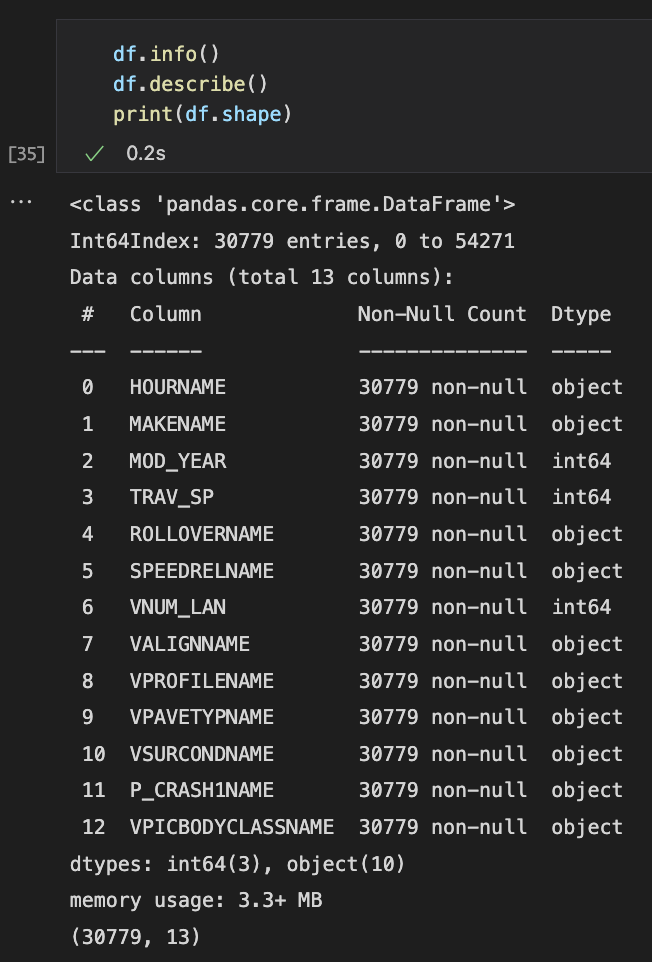 df.info()
df.describe()
print(df.shape)
[35] ✓ 0.2s
... <class 'pandas.core.frame.DataFrame'>
Int64Index: 30779 entries, 0 to 54271
Data columns (total 13 columns):
# Column Non-Null Count Dtype
--- ------ -------------- -----
0 HOURNAME 30779 non-null object
1 MAKENAME 30779 non-null object
2 MOD_YEAR 30779 non-null int64
3 TRAV_SP 30779 non-null int64
4 ROLLOVERNAME 30779 non-null object
5 SPEEDRELNAME 30779 non-null object
6 VNUM_LAN 30779 non-null int64
7 VALIGNNAME 30779 non-null object
8 VPROFILENAME 30779 non-null object
9 VPAVETYPNAME 30779 non-null object
10 VSURCONDNAME 30779 non-null object
11 P_CRASH1NAME 30779 non-null object
12 VPICBODYCLASSNAME 30779 non-null object
dtypes: int64(3), object(10)
memory usage: 3.3+ MB
(30779, 13)